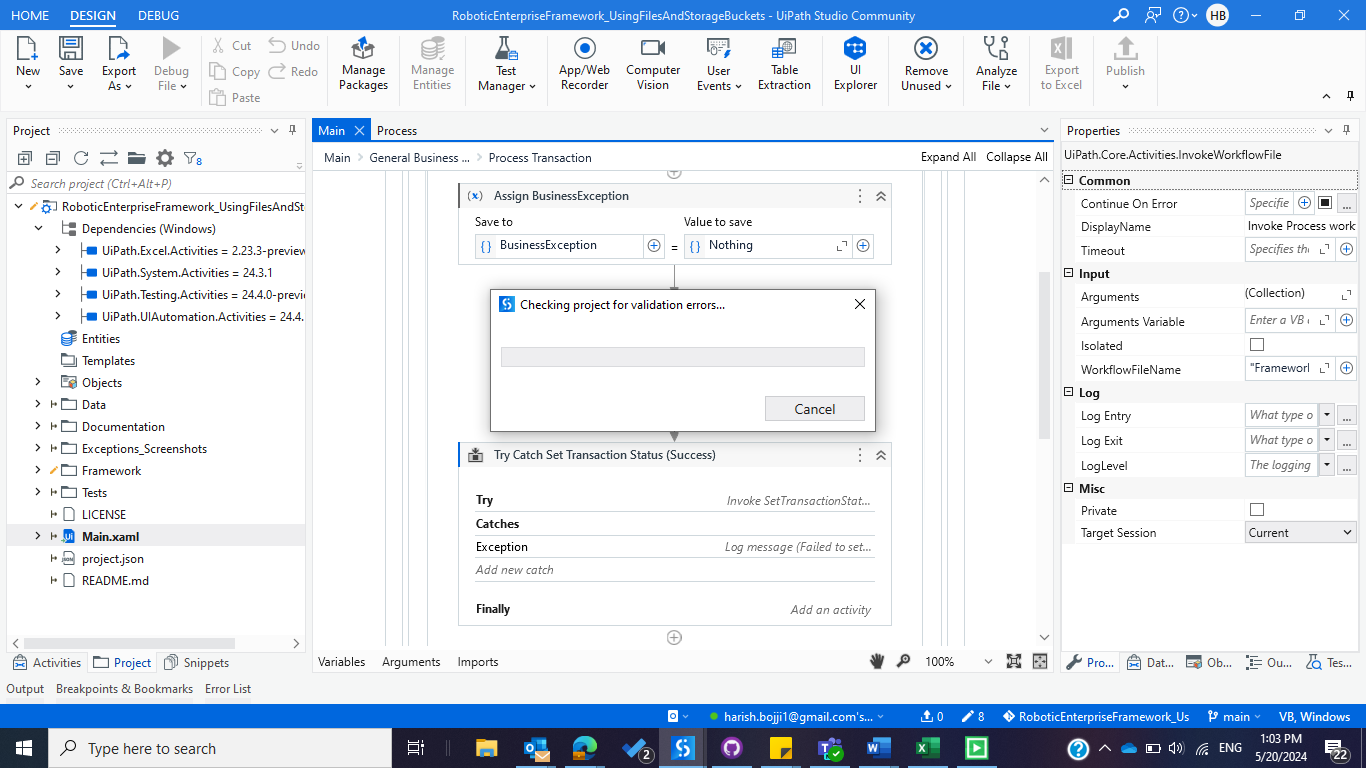 HOME DESIGN DEBUG RoboticEnterpriseFramework_UsingFilesAndStorageBuckets - UiPath Studio Community HB
New
Save
Export As
Debug File
Cut
Copy
Paste
Undo
Redo
Manage Packages
Manage Entities
Test Manager
App/Web Recorder
Computer Vision
User Events
Table Extraction
UI Explorer
Remove Unused
Analyze File
Export to Excel
Publish
Project
8
Search project (Ctrl+Alt+P)
RoboticEnterpriseFramework_UsingFilesAndSt
Dependencies (Windows)
UiPath.Excel.Activities = 2.23.3-preview
UiPath.System.Activities = 24.3.1
UiPath.Testing.Activities = 24.4.0-previ
UiPath.UIAutomation.Activities = 24.4.
Entities
Templates
Objects
Data
Documentation
Exceptions_Screenshots
Framework
Tests
LICENSE
Main.xaml
project.json
README.md
Activities Project Snippets
Main Process
Main > General Business ... > Process Transaction Expand All Collapse All
Assign BusinessException
Save to Value to save
BusinessException = Nothing
Checking project for validation errors...
Cancel
Try Catch Set Transaction Status (Success)
Try Invoke SetTransactionStat...
Catches
Exception Log message (Failed to set...
Add new catch
Finally Add an activity
Variables Arguments Imports 100%
Properties
UiPath.Core.Activities.InvokeWorkflowFile
Common
Continue On Error Specifie ...
DisplayName Invoke Process work
Timeout Specifies the
Input
Arguments (Collection)
Arguments Variable Enter a VB
Isolated
WorkflowFileName "Framework
Log
Log Entry What type o ...
Log Exit What type o ...
LogLevel The logging ...
Misc
Private
Target Session Current
Pro... Dat... Ob... Ou... Tes...
Output Breakpoints & Bookmarks Error List
harish.bojji1@gmail.com's... 0 8 RoboticEnterpriseFramework_Us main VB, Windows
Type here to search 2 ENG 1:03 PM
5/20/2024 22